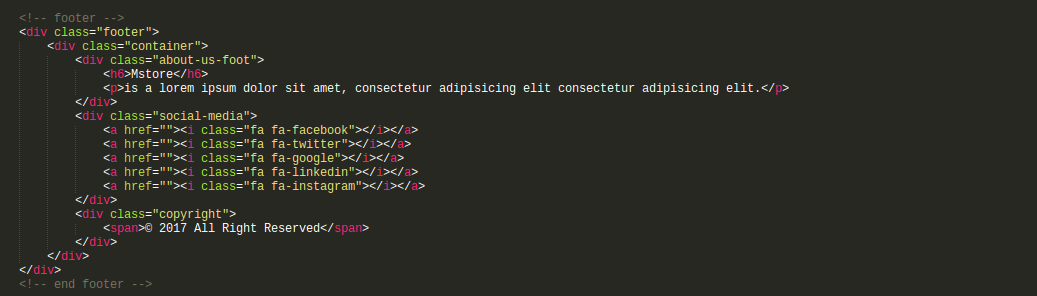 <!-- footer -->
<div class="footer">
    <div class="container">
        <div class="about-us-foot">
            <h6>Mstore</h6>
            <p>is a lorem ipsum dolor sit amet, consectetur adipisicing elit consectetur adipisicing elit.</p>
        </div>
        <div class="social-media">
            <a href=""><i class="fa fa-facebook"></i></a>
            <a href=""><i class="fa fa-twitter"></i></a>
            <a href=""><i class="fa fa-google"></i></a>
            <a href=""><i class="fa fa-linkedin"></i></a>
            <a href=""><i class="fa fa-instagram"></i></a>
        </div>
        <div class="copyright">
            <span>© 2017 All Right Reserved</span>
        </div>
    </div>
</div>
<!-- end footer -->